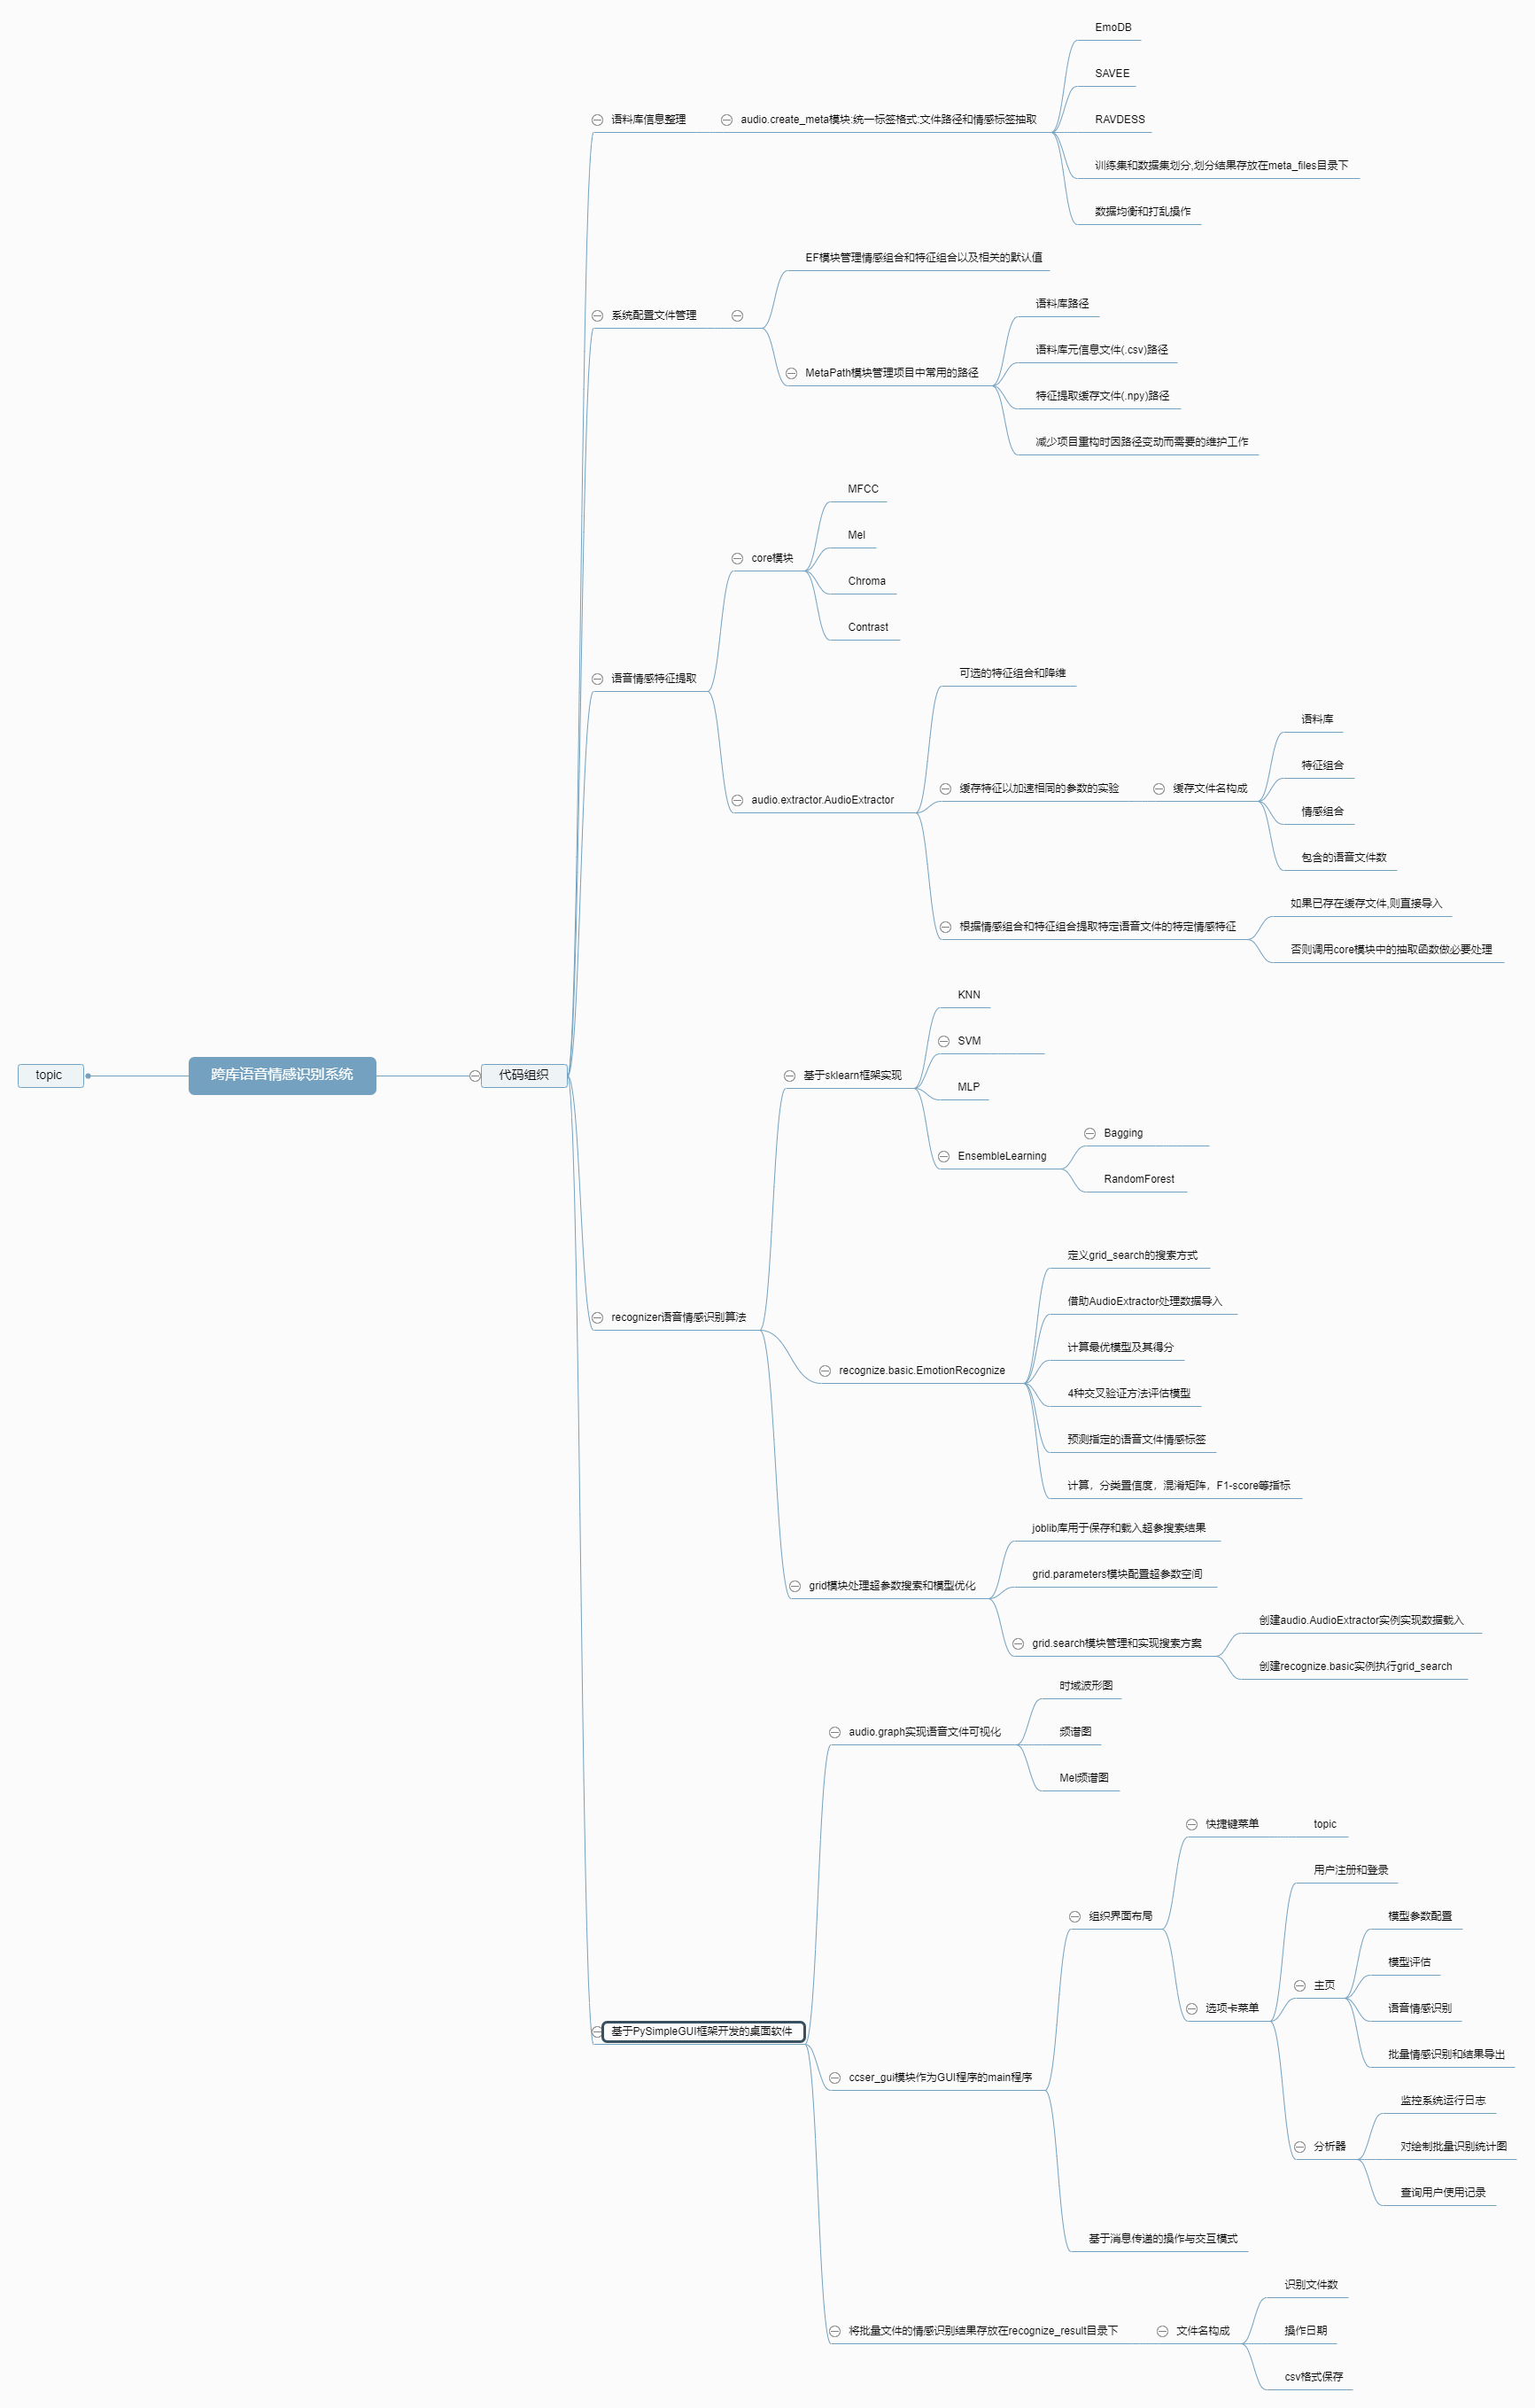 topic
跨库语音情感识别系统
代码组织
语料库信息整理
audio.create_meta模块:统一标签格式:文件路径和情感标签抽取
EmoDB
SAVEE
RAVDESS
训练集和数据集划分,划分结果存放在meta_files目录下
数据均衡和打乱操作
系统配置文件管理
EF模块管理情感组合和特征组合以及相关的默认值
MetaPath模块管理项目中常用的路径
语料库路径
语料库元信息文件(.csv)路径
特征提取缓存文件(.npy)路径
减少项目重构时因路径变动而需要的维护工作
语音情感特征提取
core模块
MFCC
Mel
Chroma
Contrast
audio.extractor.AudioExtractor
可选的特征组合和降维
缓存特征以加速相同的参数的实验
缓存文件名构成
语料库
特征组合
情感组合
包含的语音文件数
根据情感组合和特征组合提取特定语音文件的特定情感特征
如果已存在缓存文件,则直接导入
否则调用core模块中的抽取函数做必要处理
recognizer语音情感识别算法
基于sklearn框架实现
KNN
SVM
MLP
EnsembleLearning
Bagging
RandomForest
recognize.basic.EmotionRecognize
定义grid_search的搜索方式
借助AudioExtractor处理数据导入
计算最优模型及其得分
4种交叉验证方法评估模型
预测指定的语音文件情感标签
计算，分类置信度，混淆矩阵，F1-score等指标
grid模块处理超参数搜索和模型优化
joblib库用于保存和载入超参搜索结果
grid.parameters模块配置超参数空间
grid.search模块管理和实现搜索方案
创建audio.AudioExtractor实例实现数据载入
创建recognize.basic实例执行grid_search
基于PySimpleGUI框架开发的桌面软件
audio.graph实现语音文件可视化
时域波形图
频谱图
Mel频谱图
ccser_gui模块作为GUI程序的main程序
组织界面布局
快捷键菜单
topic
选项卡菜单
用户注册和登录
主页
模型参数配置
模型评估
语音情感识别
批量情感识别和结果导出
分析器
监控系统运行日志
对绘制批量识别统计图
查询用户使用记录
基于消息传递的操作与交互模式
将批量文件的情感识别结果存放在recognize_result目录下
文件名构成
识别文件数
操作日期
csv格式保存